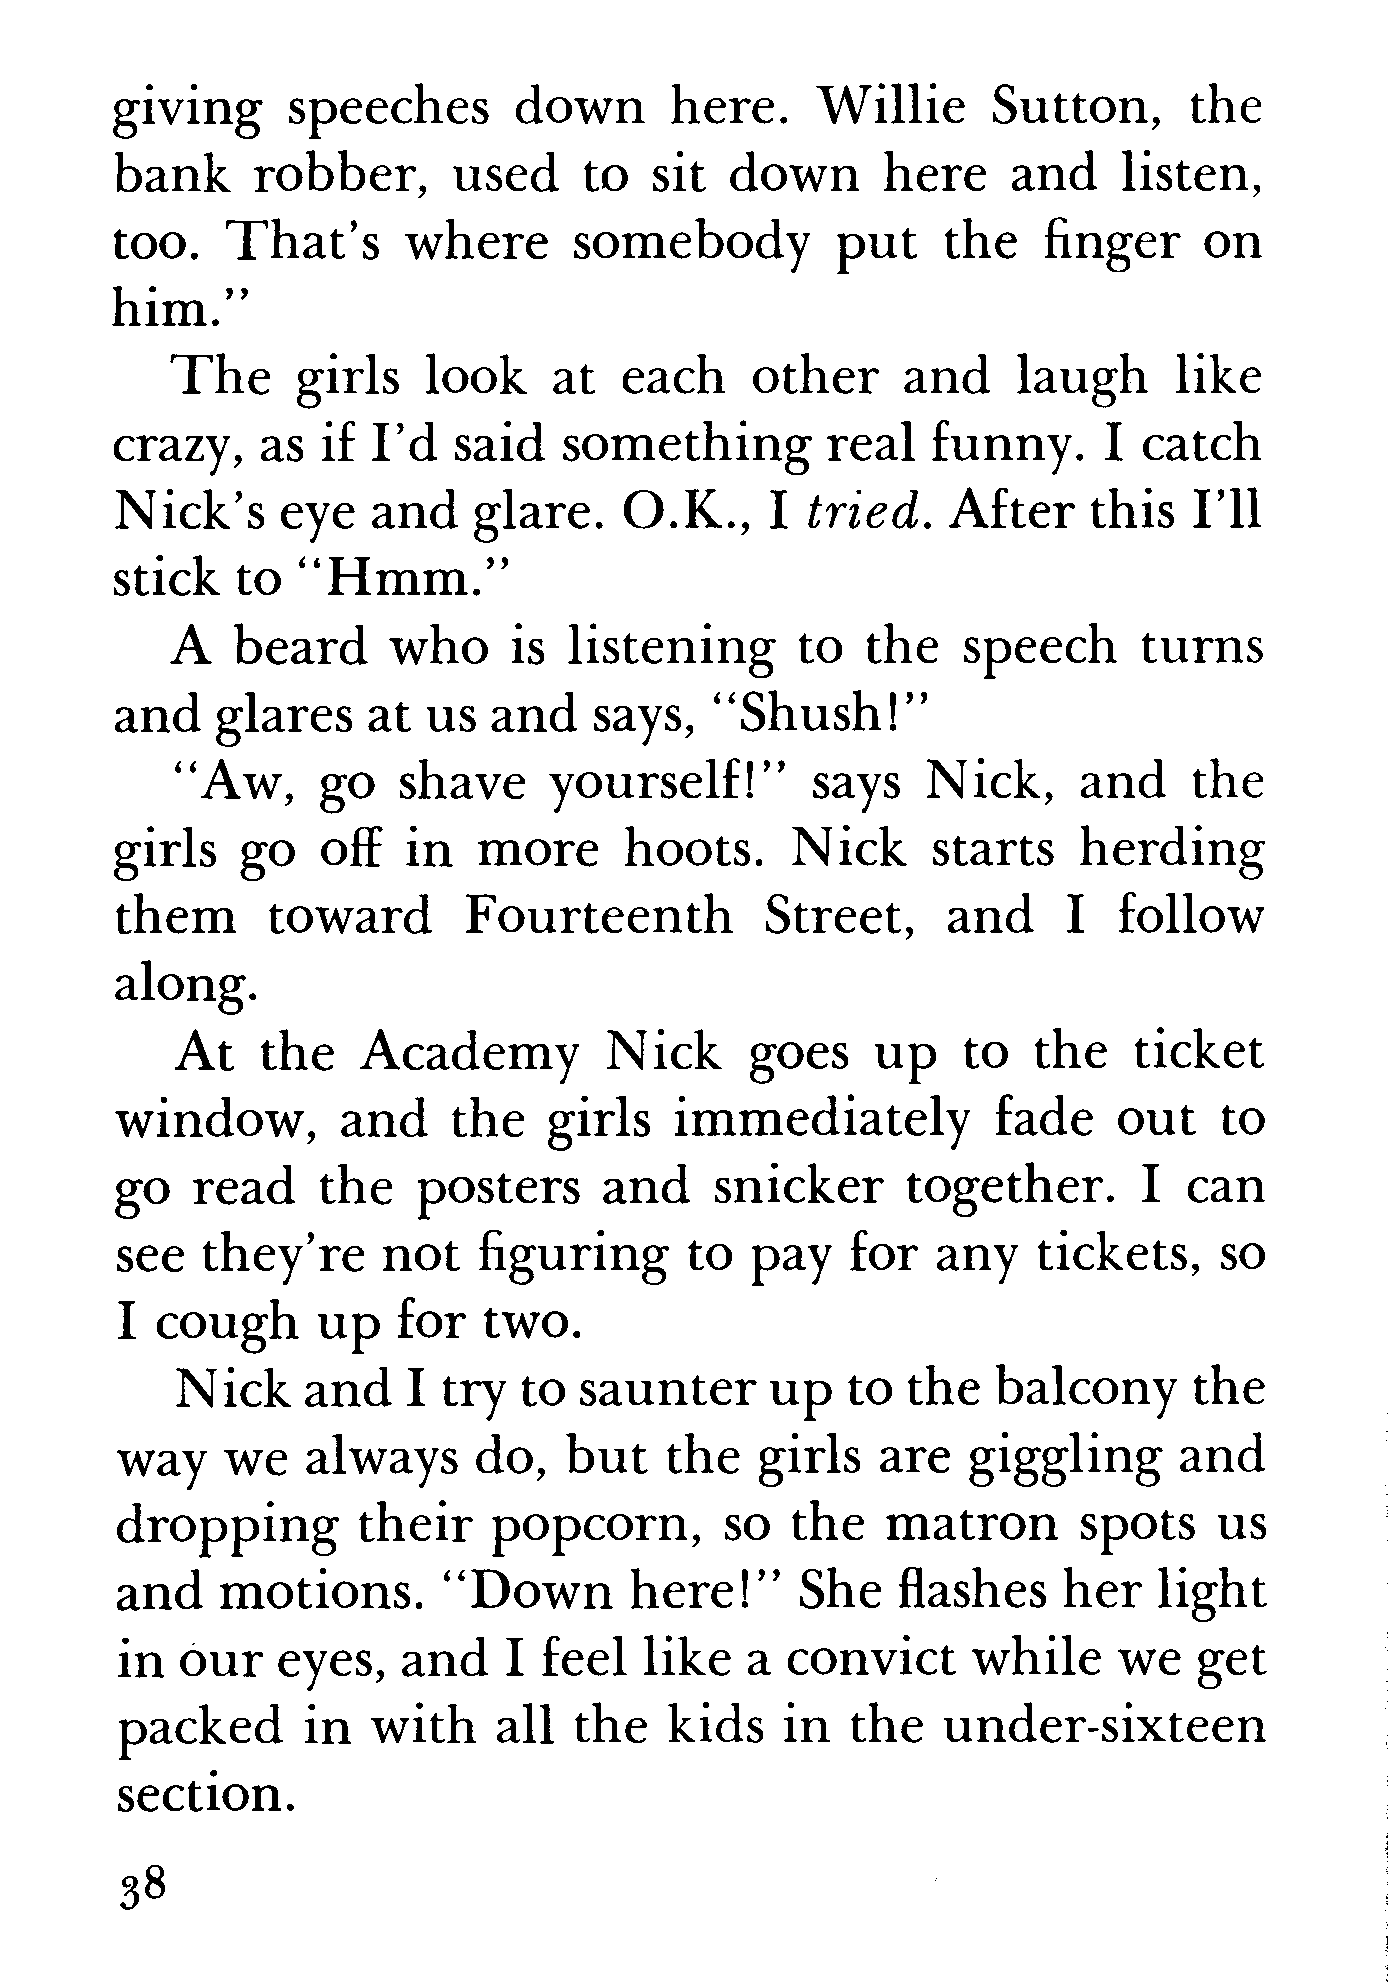 giving speeches down here. Willie Sutton, the
bank robber, used to sit down here and listen,
too. That's where somebody put the finger on
him."
The girls look at each other and laugh like
crazy, as if I'd said something real funny. I catch
Nick's eye and glare. O.K., I tried. After this I'll
stick to "Hmm."
A beard who is listening to the speech turns
and glares at us and says, "Shush!"
"Aw, go shave yourself!" says Nick, and the
girls go off in more hoots. Nick starts herding
them toward Fourteenth Street, and I follow
along.
At the Academy Nick goes up to the ticket
window, and the girls immediately fade out to
go read the posters and snicker together. I can
see they're not figuring to pay for any tickets, so
I cough up for two.
Nick and I try to saunter up to the balcony the
way we always do, but the girls are giggling and
dropping their popcorn, so the matron spots us
and motions. "Down here!" She flashes her light
in our eyes, and I feel like a convict while we get
packed in with all the kids in the under-sixteen
section.
38